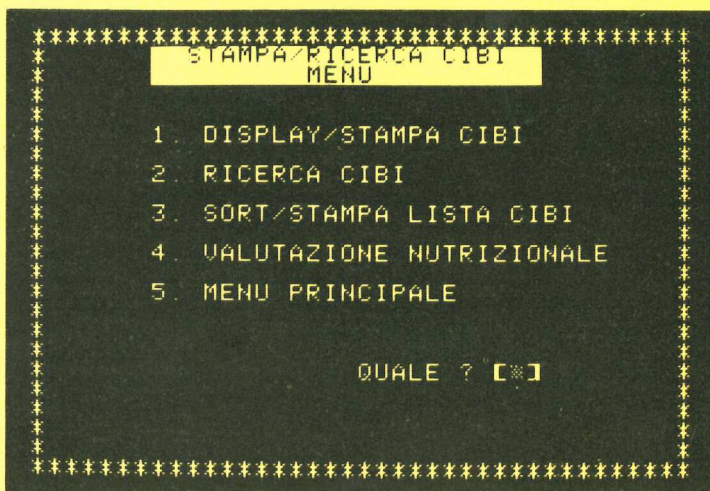 STAMPA/RICERCA CIBI
MENU
1. DISPLAY/STAMPA CIBI
2. RICERCA CIBI
3. SORT/STAMPA LISTA CIBI
4. VALUTAZIONE NUTRIZIONALE
5. MENU PRINCIPALE
QUALE ? [※]